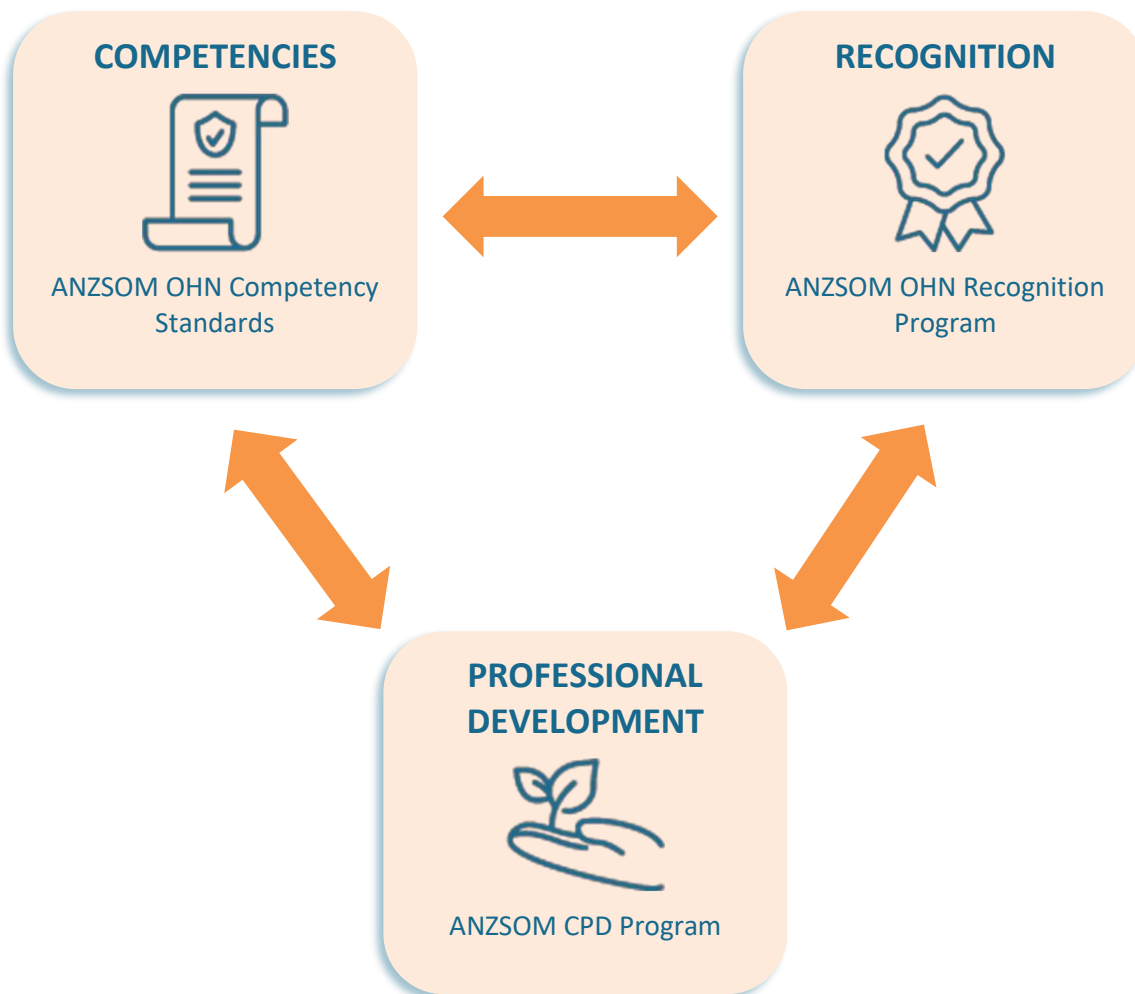 COMPETENCIES
ANZSOM OHN Competency
Standards
RECOGNITION
ANZSOM OHN Recognition
Program
PROFESSIONAL
DEVELOPMENT
ANZSOM CPD Program